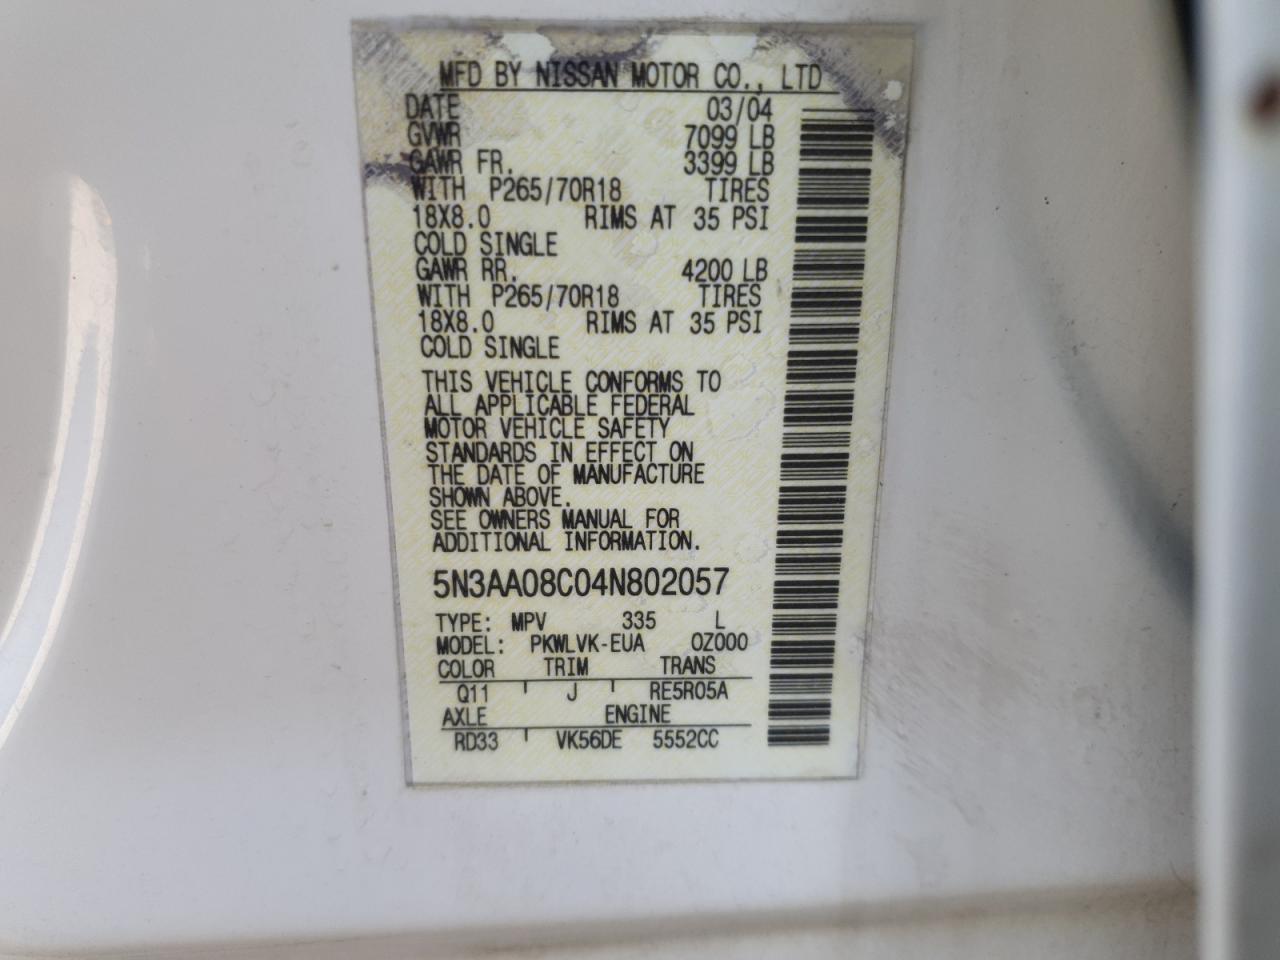 MFD BY NISSAN MOTOR CO., LTD
DATE 03/04
GVWR 7099 LB
GAWR FR. 3399 LB
WITH P265/70R18 TIRES
18X8.0 RIMS AT 35 PSI
COLD SINGLE
GAWR RR. 4200 LB
WITH P265/70R18 TIRES
18X8.0 RIMS AT 35 PSI
COLD SINGLE
THIS VEHICLE CONFORMS TO
ALL APPLICABLE FEDERAL
MOTOR VEHICLE SAFETY
STANDARDS IN EFFECT ON
THE DATE OF MANUFACTURE
SHOWN ABOVE.
SEE OWNERS MANUAL FOR
ADDITIONAL INFORMATION.
5N3AA08C04N802057
TYPE: MPV 335 L
MODEL: PKWLVK-EUA 0Z000
COLOR TRIM TRANS
Q11 J RE5R05A
AXLE ENGINE
RD33 VK56DE 5552CC